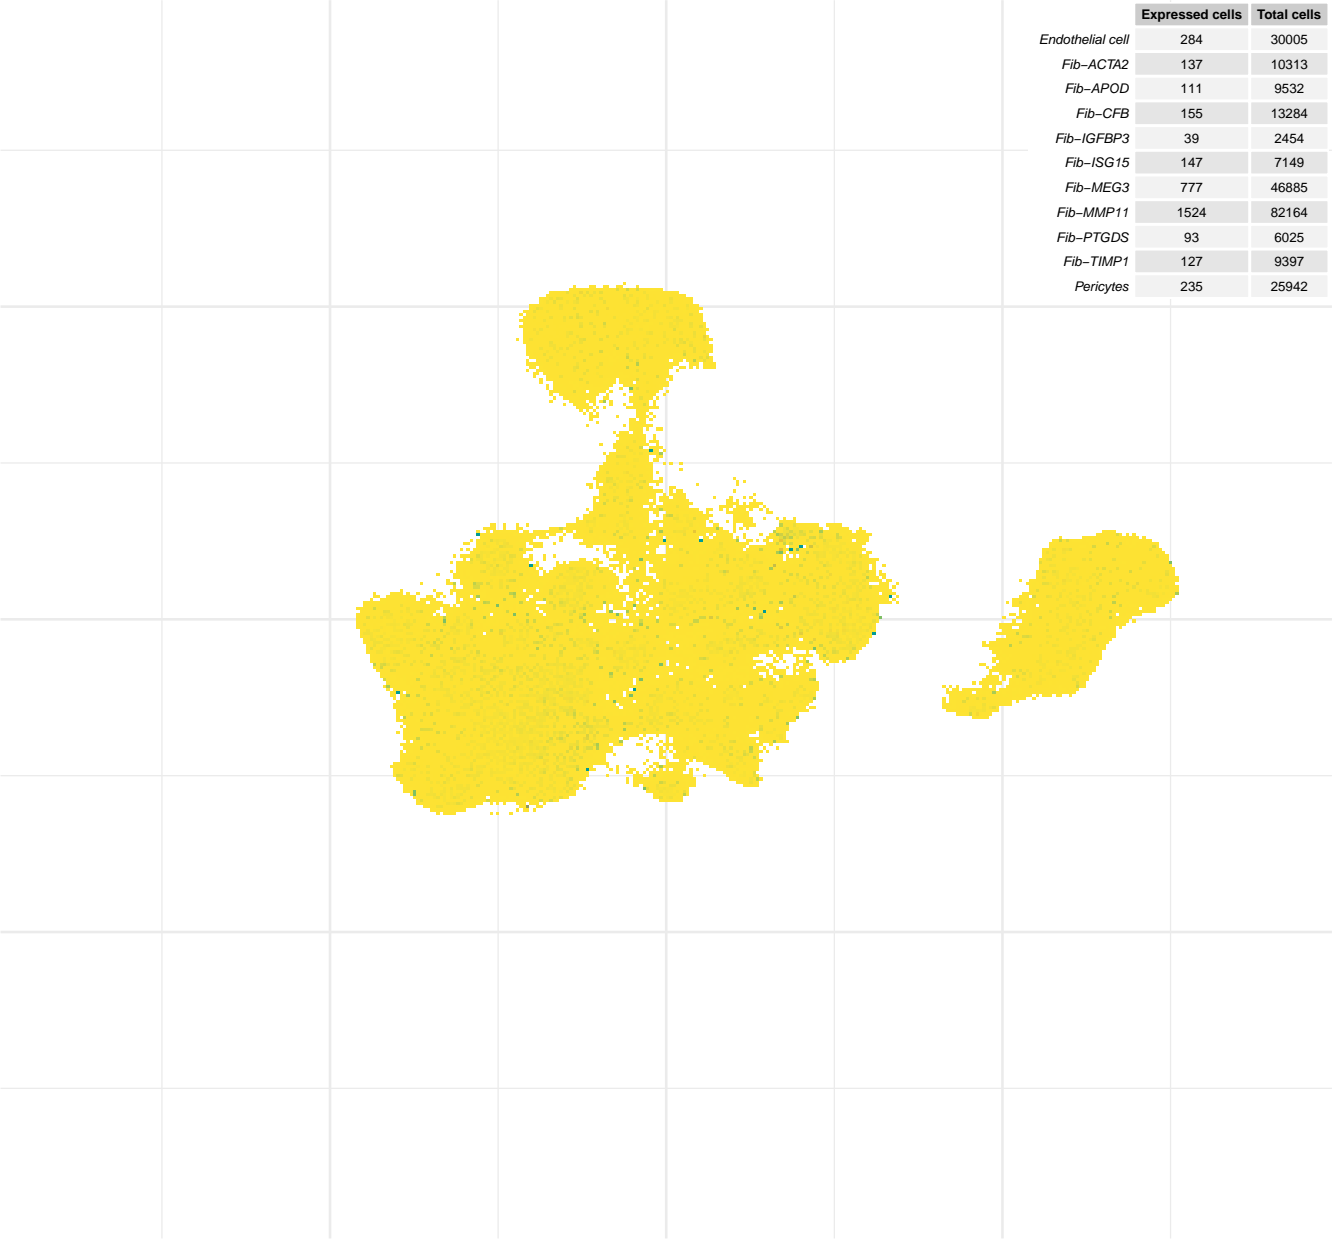 Expressed cells Total cells
Endothelial cell 284 30005
Fib−ACTA2 137 10313
Fib−APOD 111 9532
Fib−CFB 155 13284
Fib−IGFBP3 39 2454
Fib−ISG15 147 7149
Fib−MEG3 777 46885
Fib−MMP11 1524 82164
Fib−PTGDS 93 6025
Fib−TIMP1 127 9397
Pericytes 235 25942